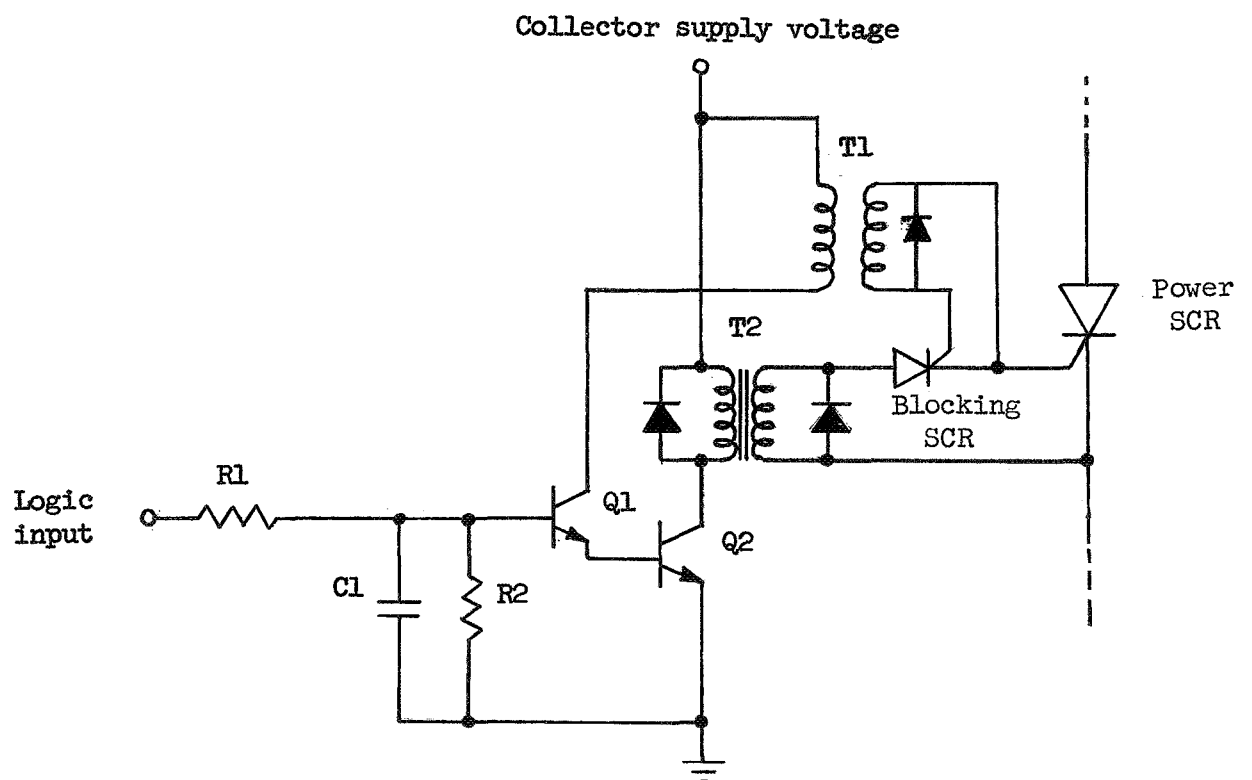 Collector supply voltage
T1
Power
SCR
T2
Blocking
SCR
R1
Logic
input
Q1
Q2
C1
R2